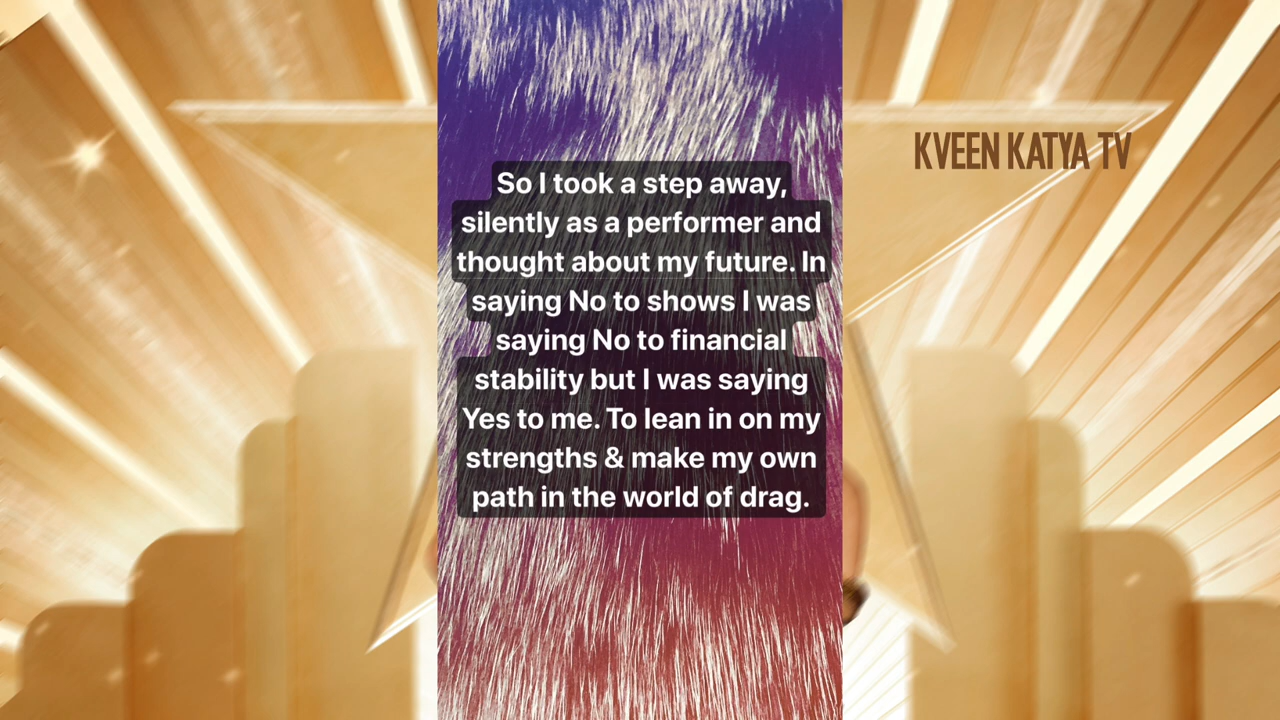 KVEEN KATYA TV
So I took a step away,
silently as a performer and
thought about my future. In
saying No to shows I was
saying No to financial
stability but I was saying
Yes to me. To lean in on my
strengths & make my own
path in the world of drag.